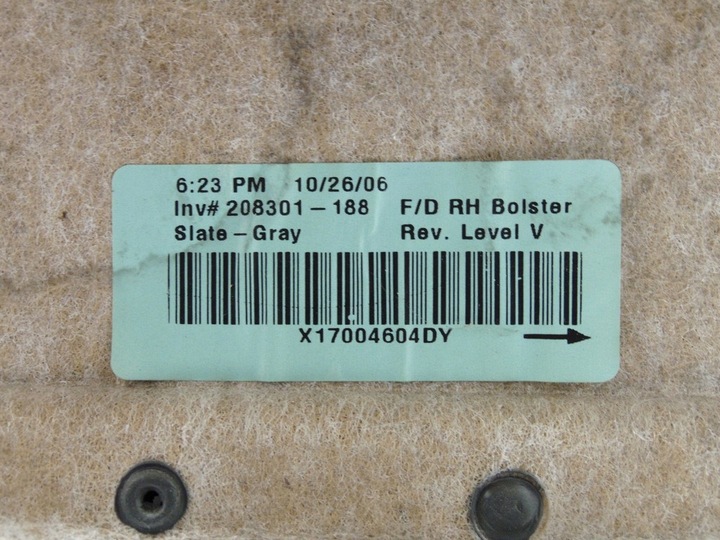 6:23 PM 10/26/06
Inv# 208301-188 F/D RH Bolster
Slate-Gray Rev. Level V
X17004604DY